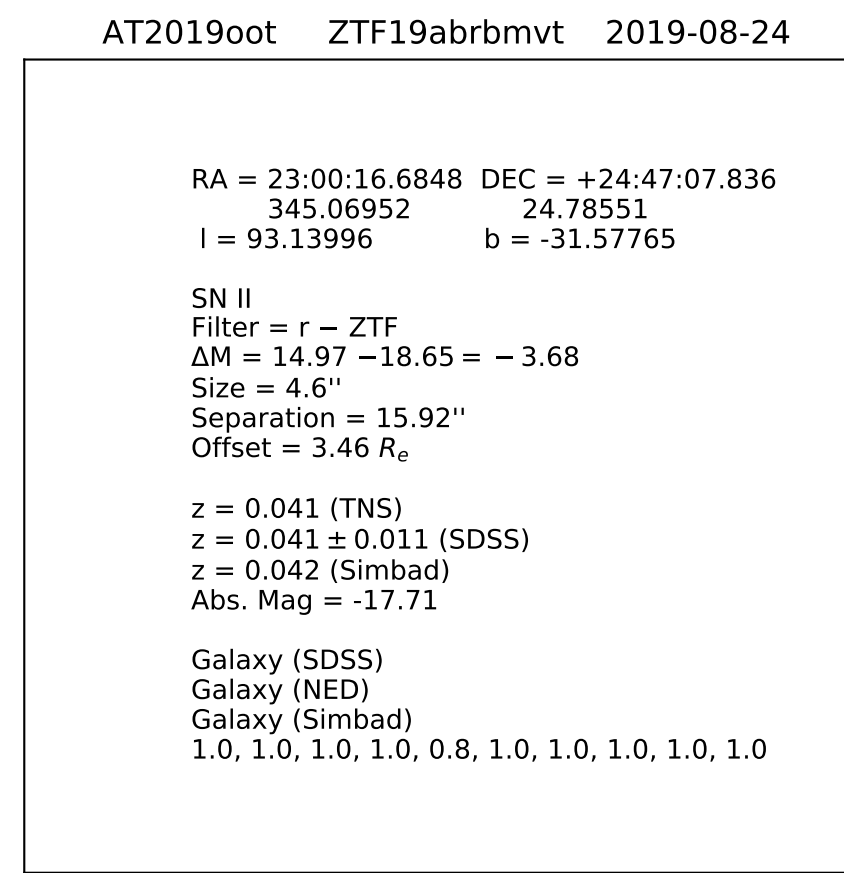 AT2019oot ZTF19abrbmvt 2019-08-24
RA = 23:00:16.6848 DEC = +24:47:07.836
345.06952 24.78551
l = 93.13996 b = -31.57765
SN II
Filter = r − ZTF
ΔM = 14.97 −18.65 = − 3.68
Size = 4.6''
Separation = 15.92''
Offset = 3.46 Rₑ
z = 0.041 (TNS)
z = 0.041 ± 0.011 (SDSS)
z = 0.042 (Simbad)
Abs. Mag = -17.71
Galaxy (SDSS)
Galaxy (NED)
Galaxy (Simbad)
1.0, 1.0, 1.0, 1.0, 0.8, 1.0, 1.0, 1.0, 1.0, 1.0